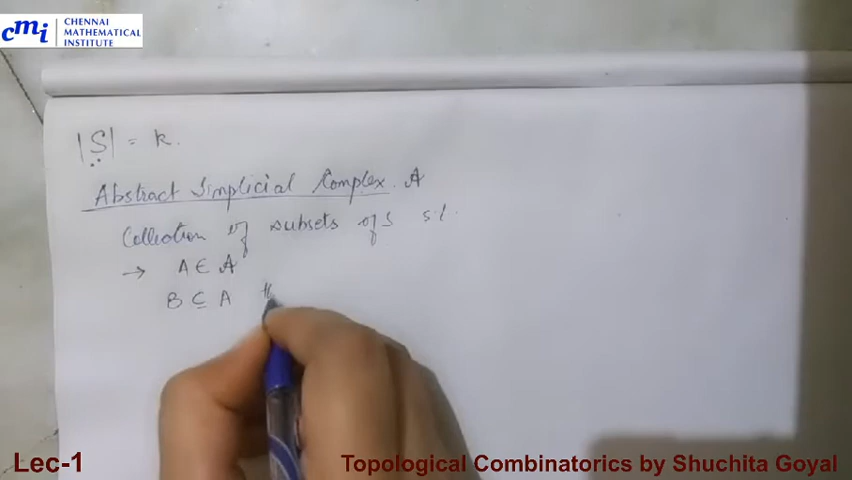 cmi CHENNAI
MATHEMATICAL
INSTITUTE
|S| = k.
Abstract Simplicial Complex. 𝒜
Collection of subsets of S s.t.
→ A ∈ 𝒜
B ⊆ A
Lec-1
Topological Combinatorics by Shuchita Goyal